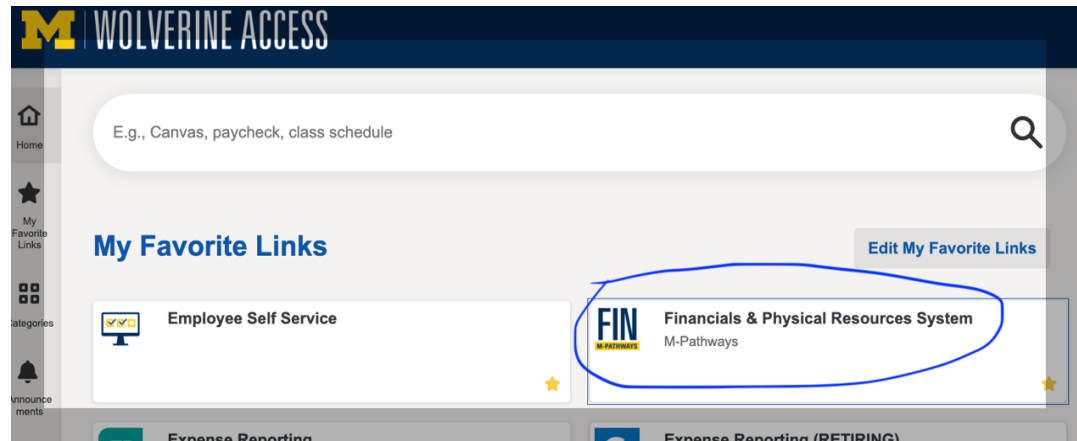 M WOLVERINE ACCESS
E.g., Canvas, paycheck, class schedule
Home
My
Favorite
Links
My Favorite Links
Edit My Favorite Links
Employee Self Service
FIN
M-PATHWAYS
Financials & Physical Resources System
M-Pathways
Categories
Announce
ments
Expense Reporting
Expense Reporting (RETIRING)